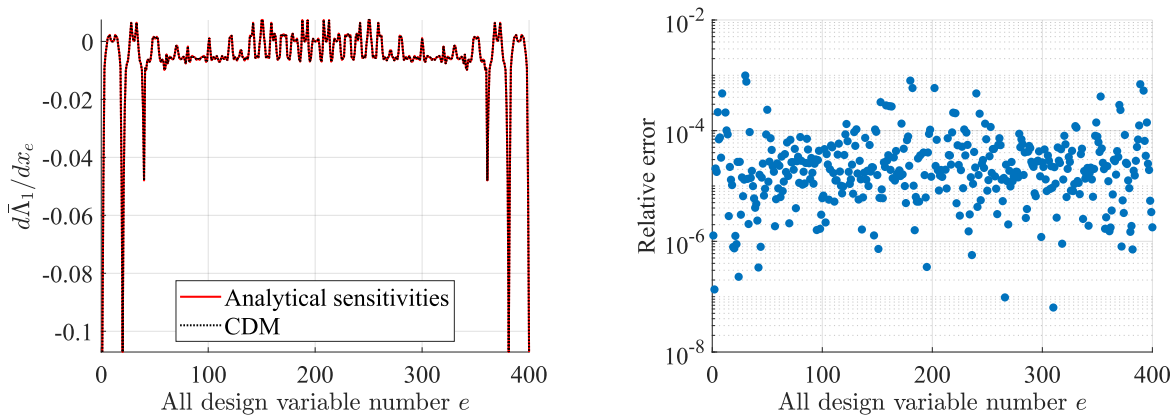 0
-0.02
-0.04
-0.06
-0.08
-0.1
dΛ̄₁/dxₑ
Analytical sensitivities
CDM
0 100 200 300 400
All design variable number e
10⁻²
10⁻⁴
10⁻⁶
10⁻⁸
Relative error
0 100 200 300 400
All design variable number e